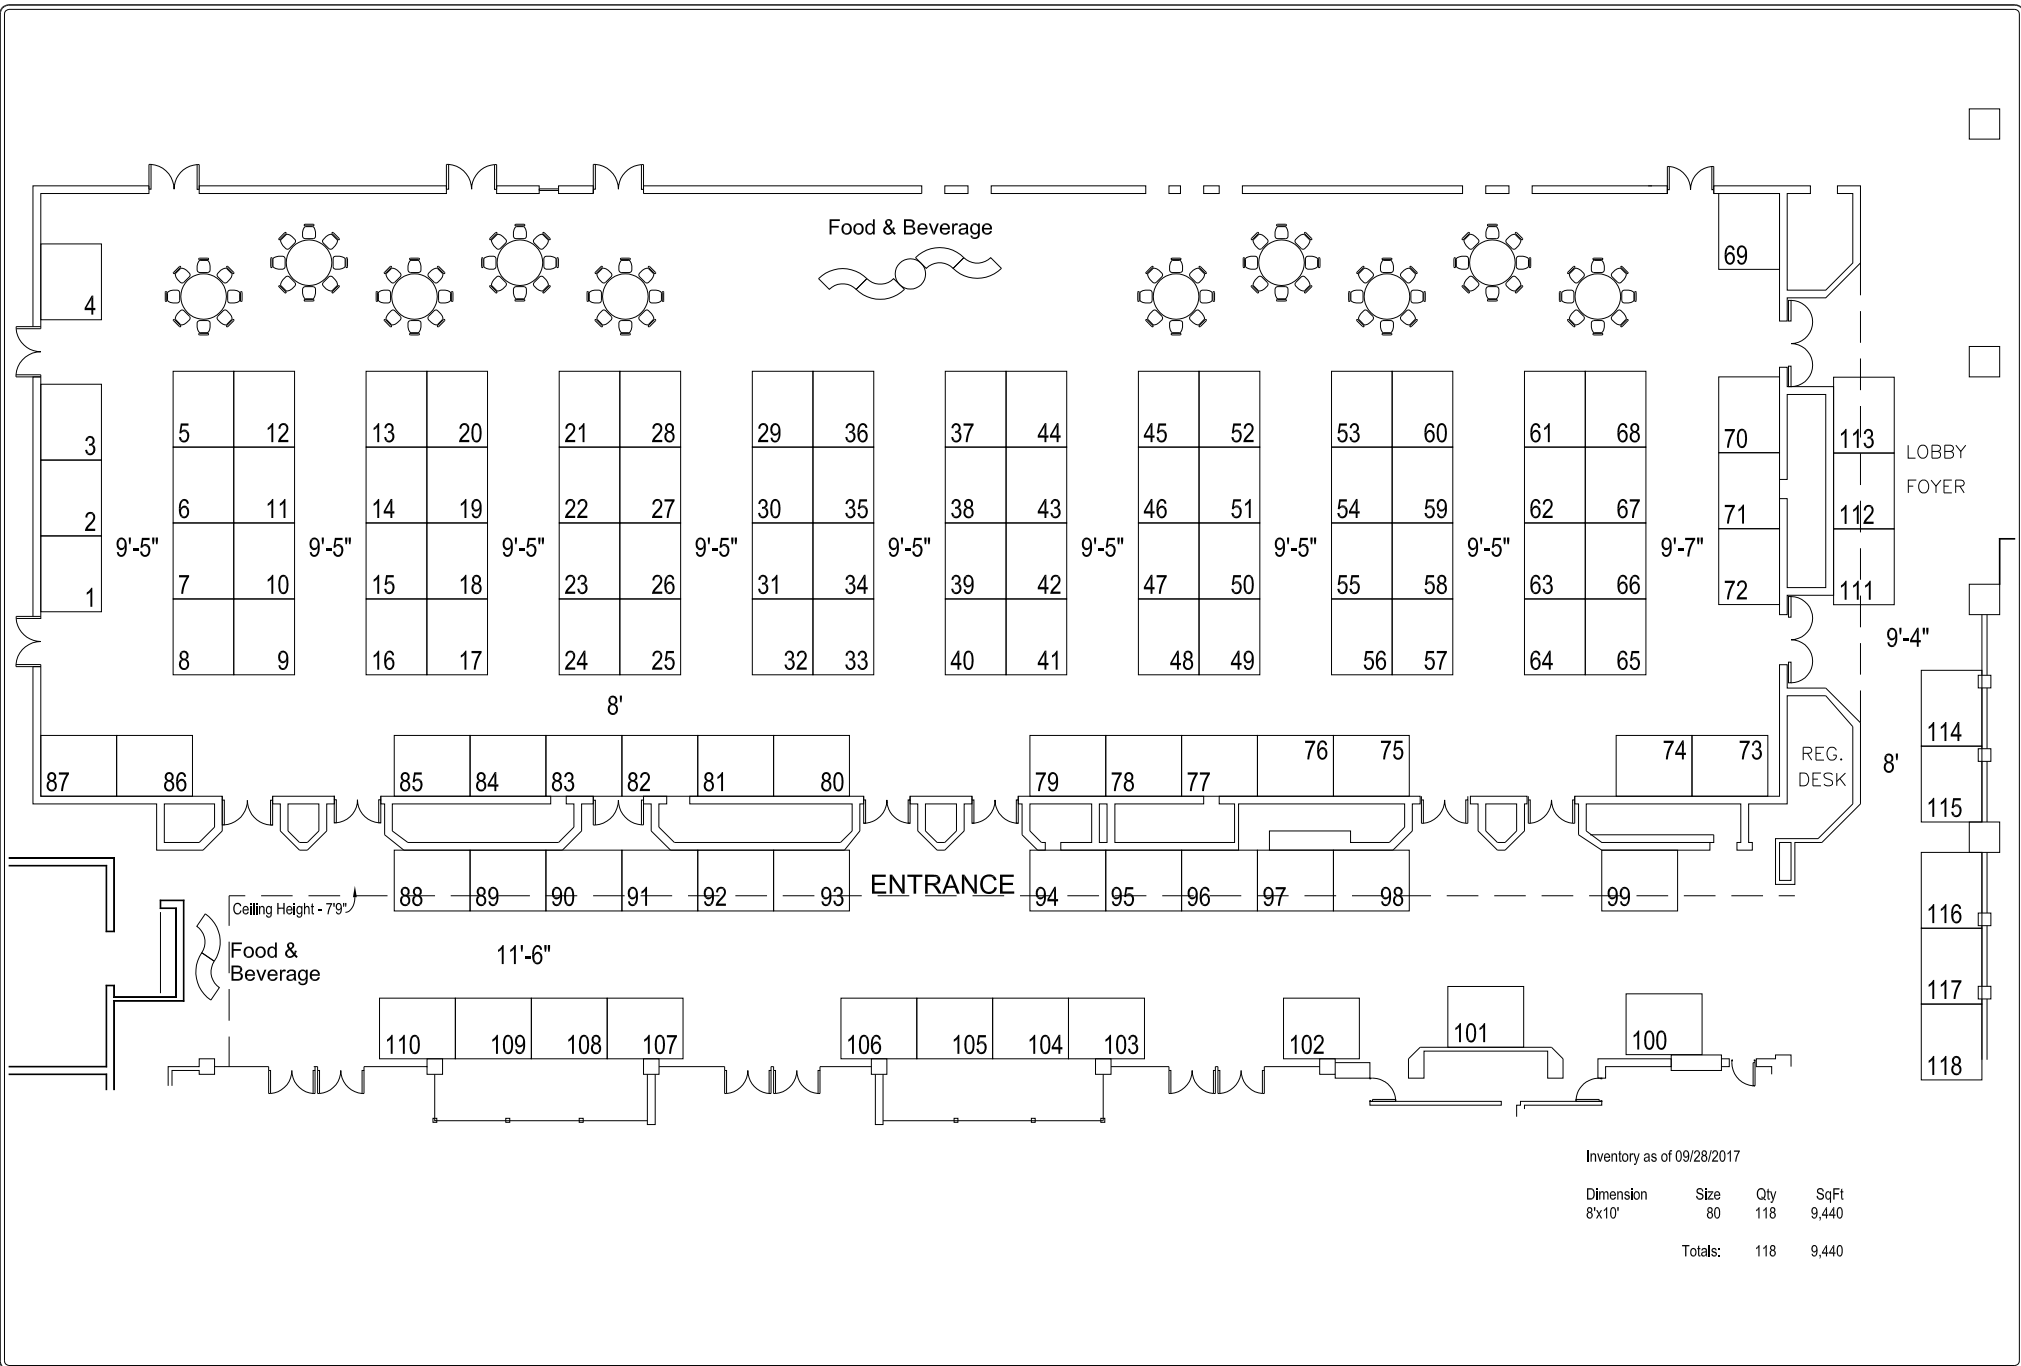 Food & Beverage
69
4
5 12 13 20 21 28 29 36 37 44 45 52 53 60 61 68
3
70
113
LOBBY
6 11 14 19 22 27 30 35 38 43 46 51 54 59 62 67
FOYER
2
71
112
9'-5" 9'-5" 9'-5" 9'-5" 9'-5" 9'-5" 9'-5" 9'-5" 9'-7"
7 10 15 18 23 26 31 34 39 42 47 50 55 58 63 66
1
72
111
9'-4"
8 9 16 17 24 25 32 33 40 41 48 49 56 57 64 65
8'
114
76 75 74 73
REG.
DESK
8'
87 86 85 84 83 82 81 80 79 78 77
115
ENTRANCE
88 89 90 91 92 93 94 95 96 97 98 99
Ceiling Height - 7'9"
116
Food &
Beverage
11'-6"
117
101
100
110 109 108 107 106 105 104 103 102
118
Inventory as of 09/28/2017
Dimension Size Qty SqFt
8'x10' 80 118 9,440
Totals: 118 9,440